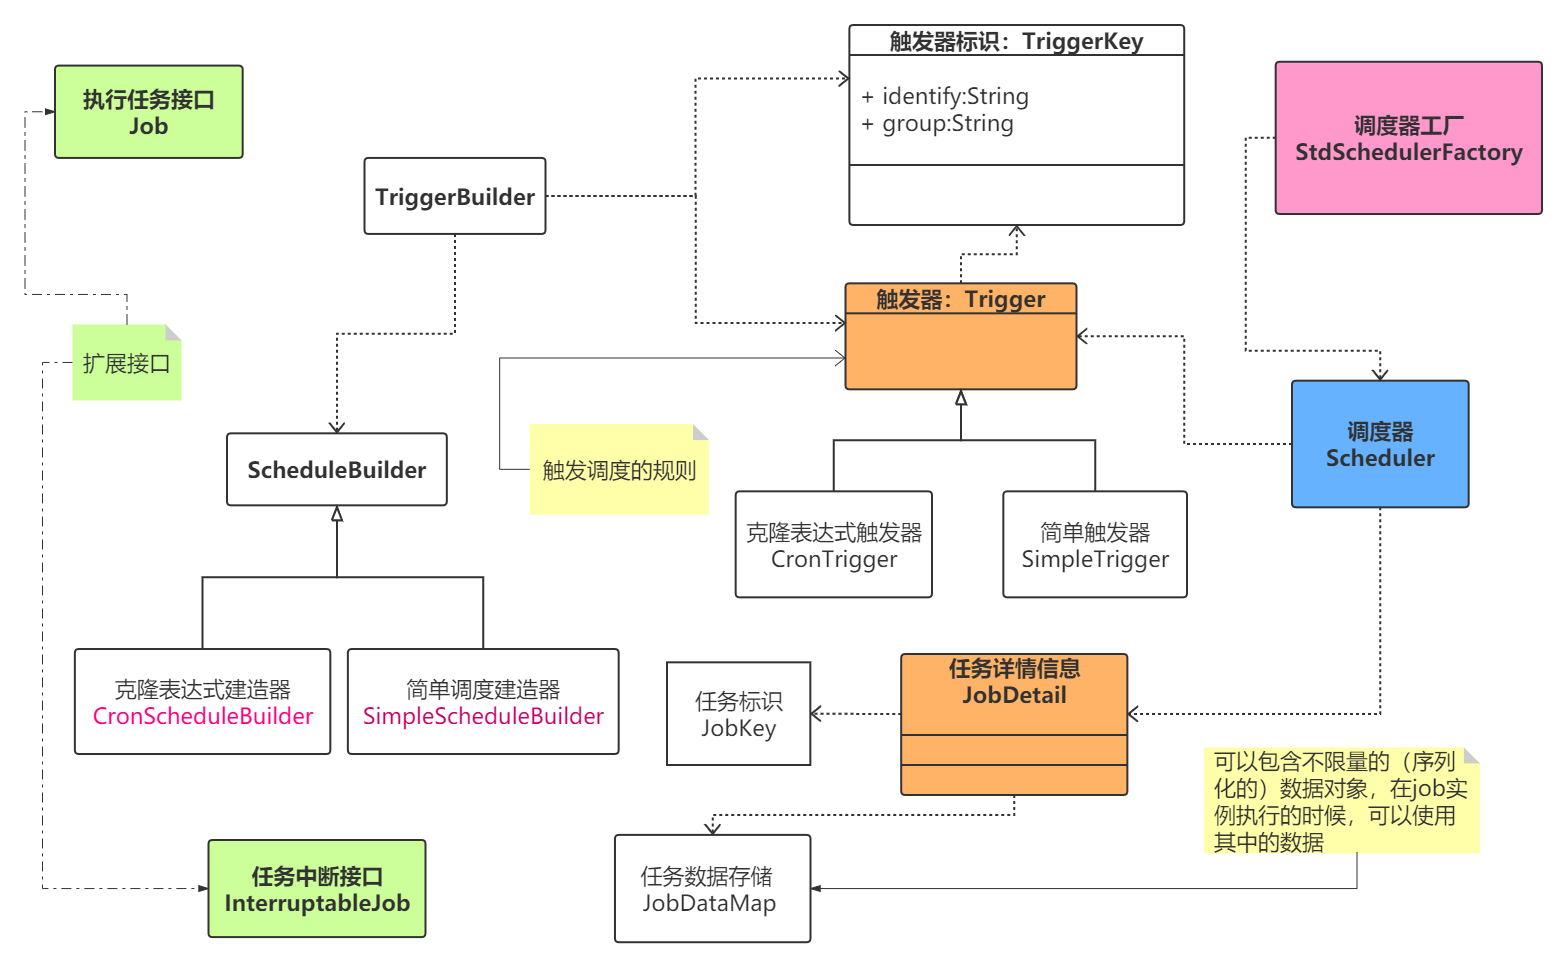 触发器标识：TriggerKey
+ identify:String
+ group:String
执行任务接口
Job
调度器工厂
StdSchedulerFactory
TriggerBuilder
触发器：Trigger
扩展接口
调度器
Scheduler
ScheduleBuilder
触发调度的规则
克隆表达式触发器
CronTrigger
简单触发器
SimpleTrigger
克隆表达式建造器
CronScheduleBuilder
简单调度建造器
SimpleScheduleBuilder
任务标识
JobKey
任务详情信息
JobDetail
可以包含不限量的（序列
化的）数据对象，在job实
例执行的时候，可以使用
其中的数据
任务中断接口
InterruptableJob
任务数据存储
JobDataMap